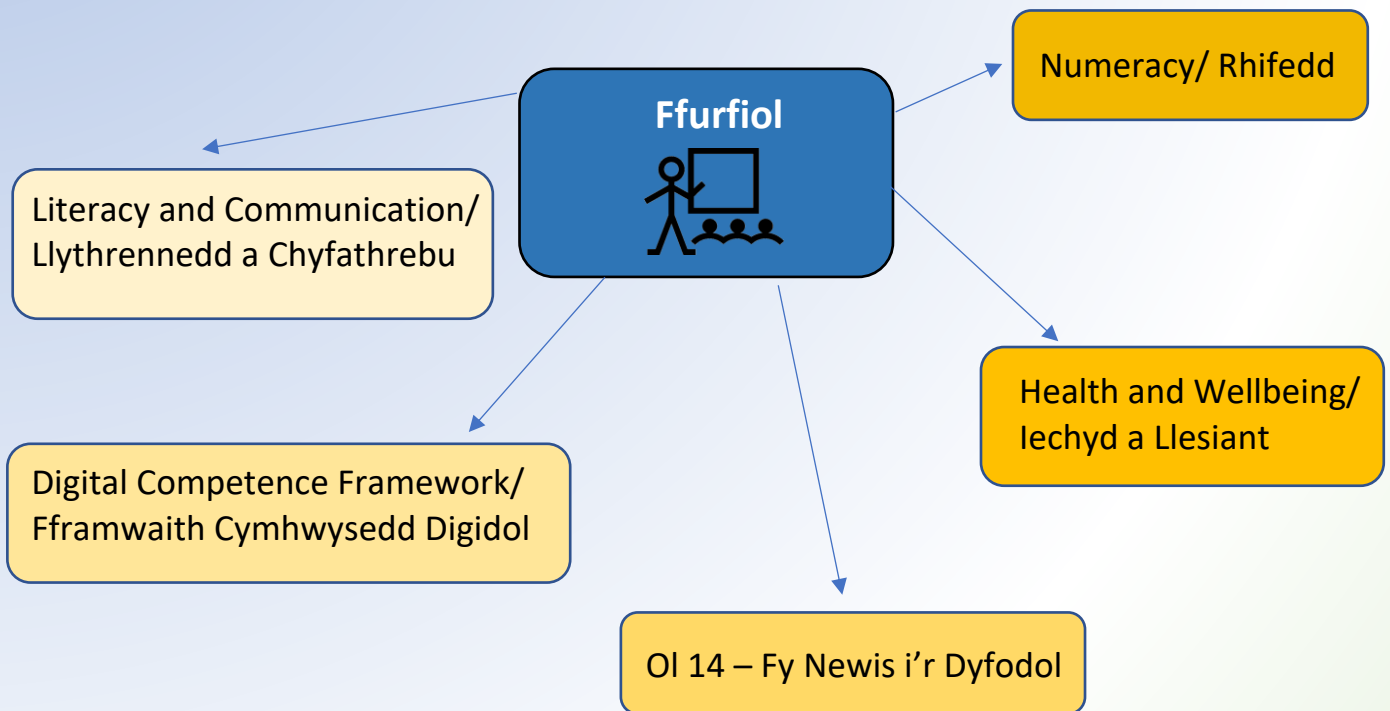 Ffurfiol
Numeracy/ Rhifedd
Literacy and Communication/
Llythrennedd a Chyfathrebu
Health and Wellbeing/
Iechyd a Llesiant
Digital Competence Framework/
Fframwaith Cymhwysedd Digidol
Ol 14 – Fy Newis i’r Dyfodol